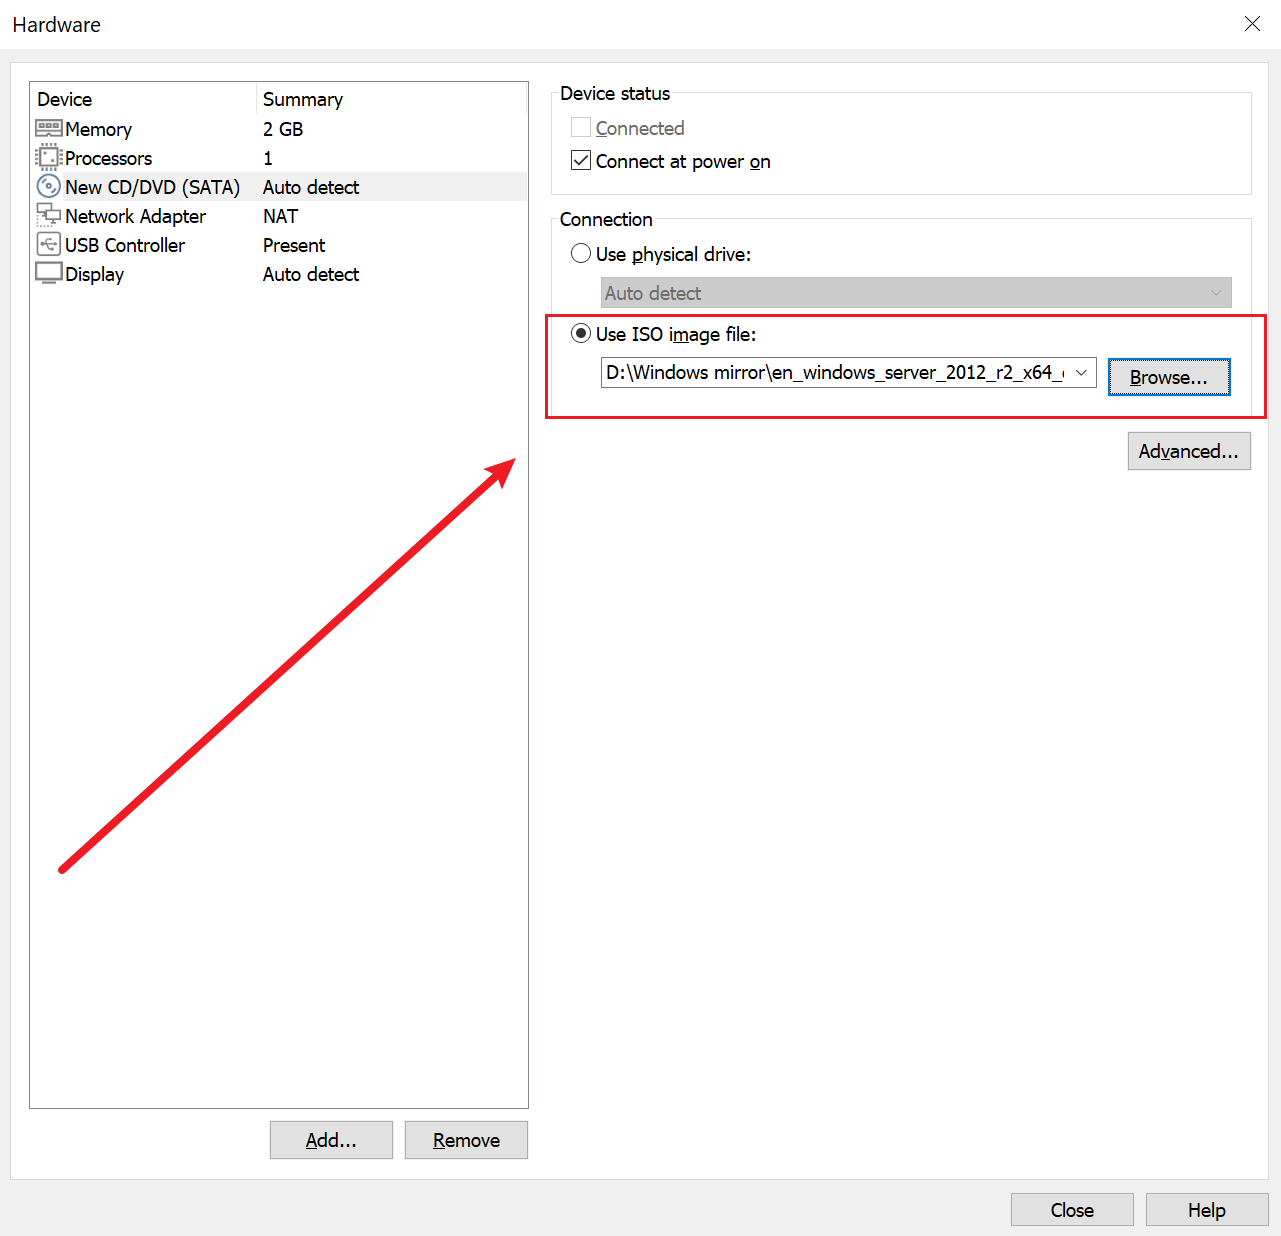 Hardware
Device Summary
Memory 2 GB
Processors 1
New CD/DVD (SATA) Auto detect
Network Adapter NAT
USB Controller Present
Display Auto detect
Add... Remove
Device status
Connected
Connect at power on
Connection
Use physical drive:
Auto detect
Use ISO image file:
D:\Windows mirror\en_windows_server_2012_r2_x64_
Browse...
Advanced...
Close Help